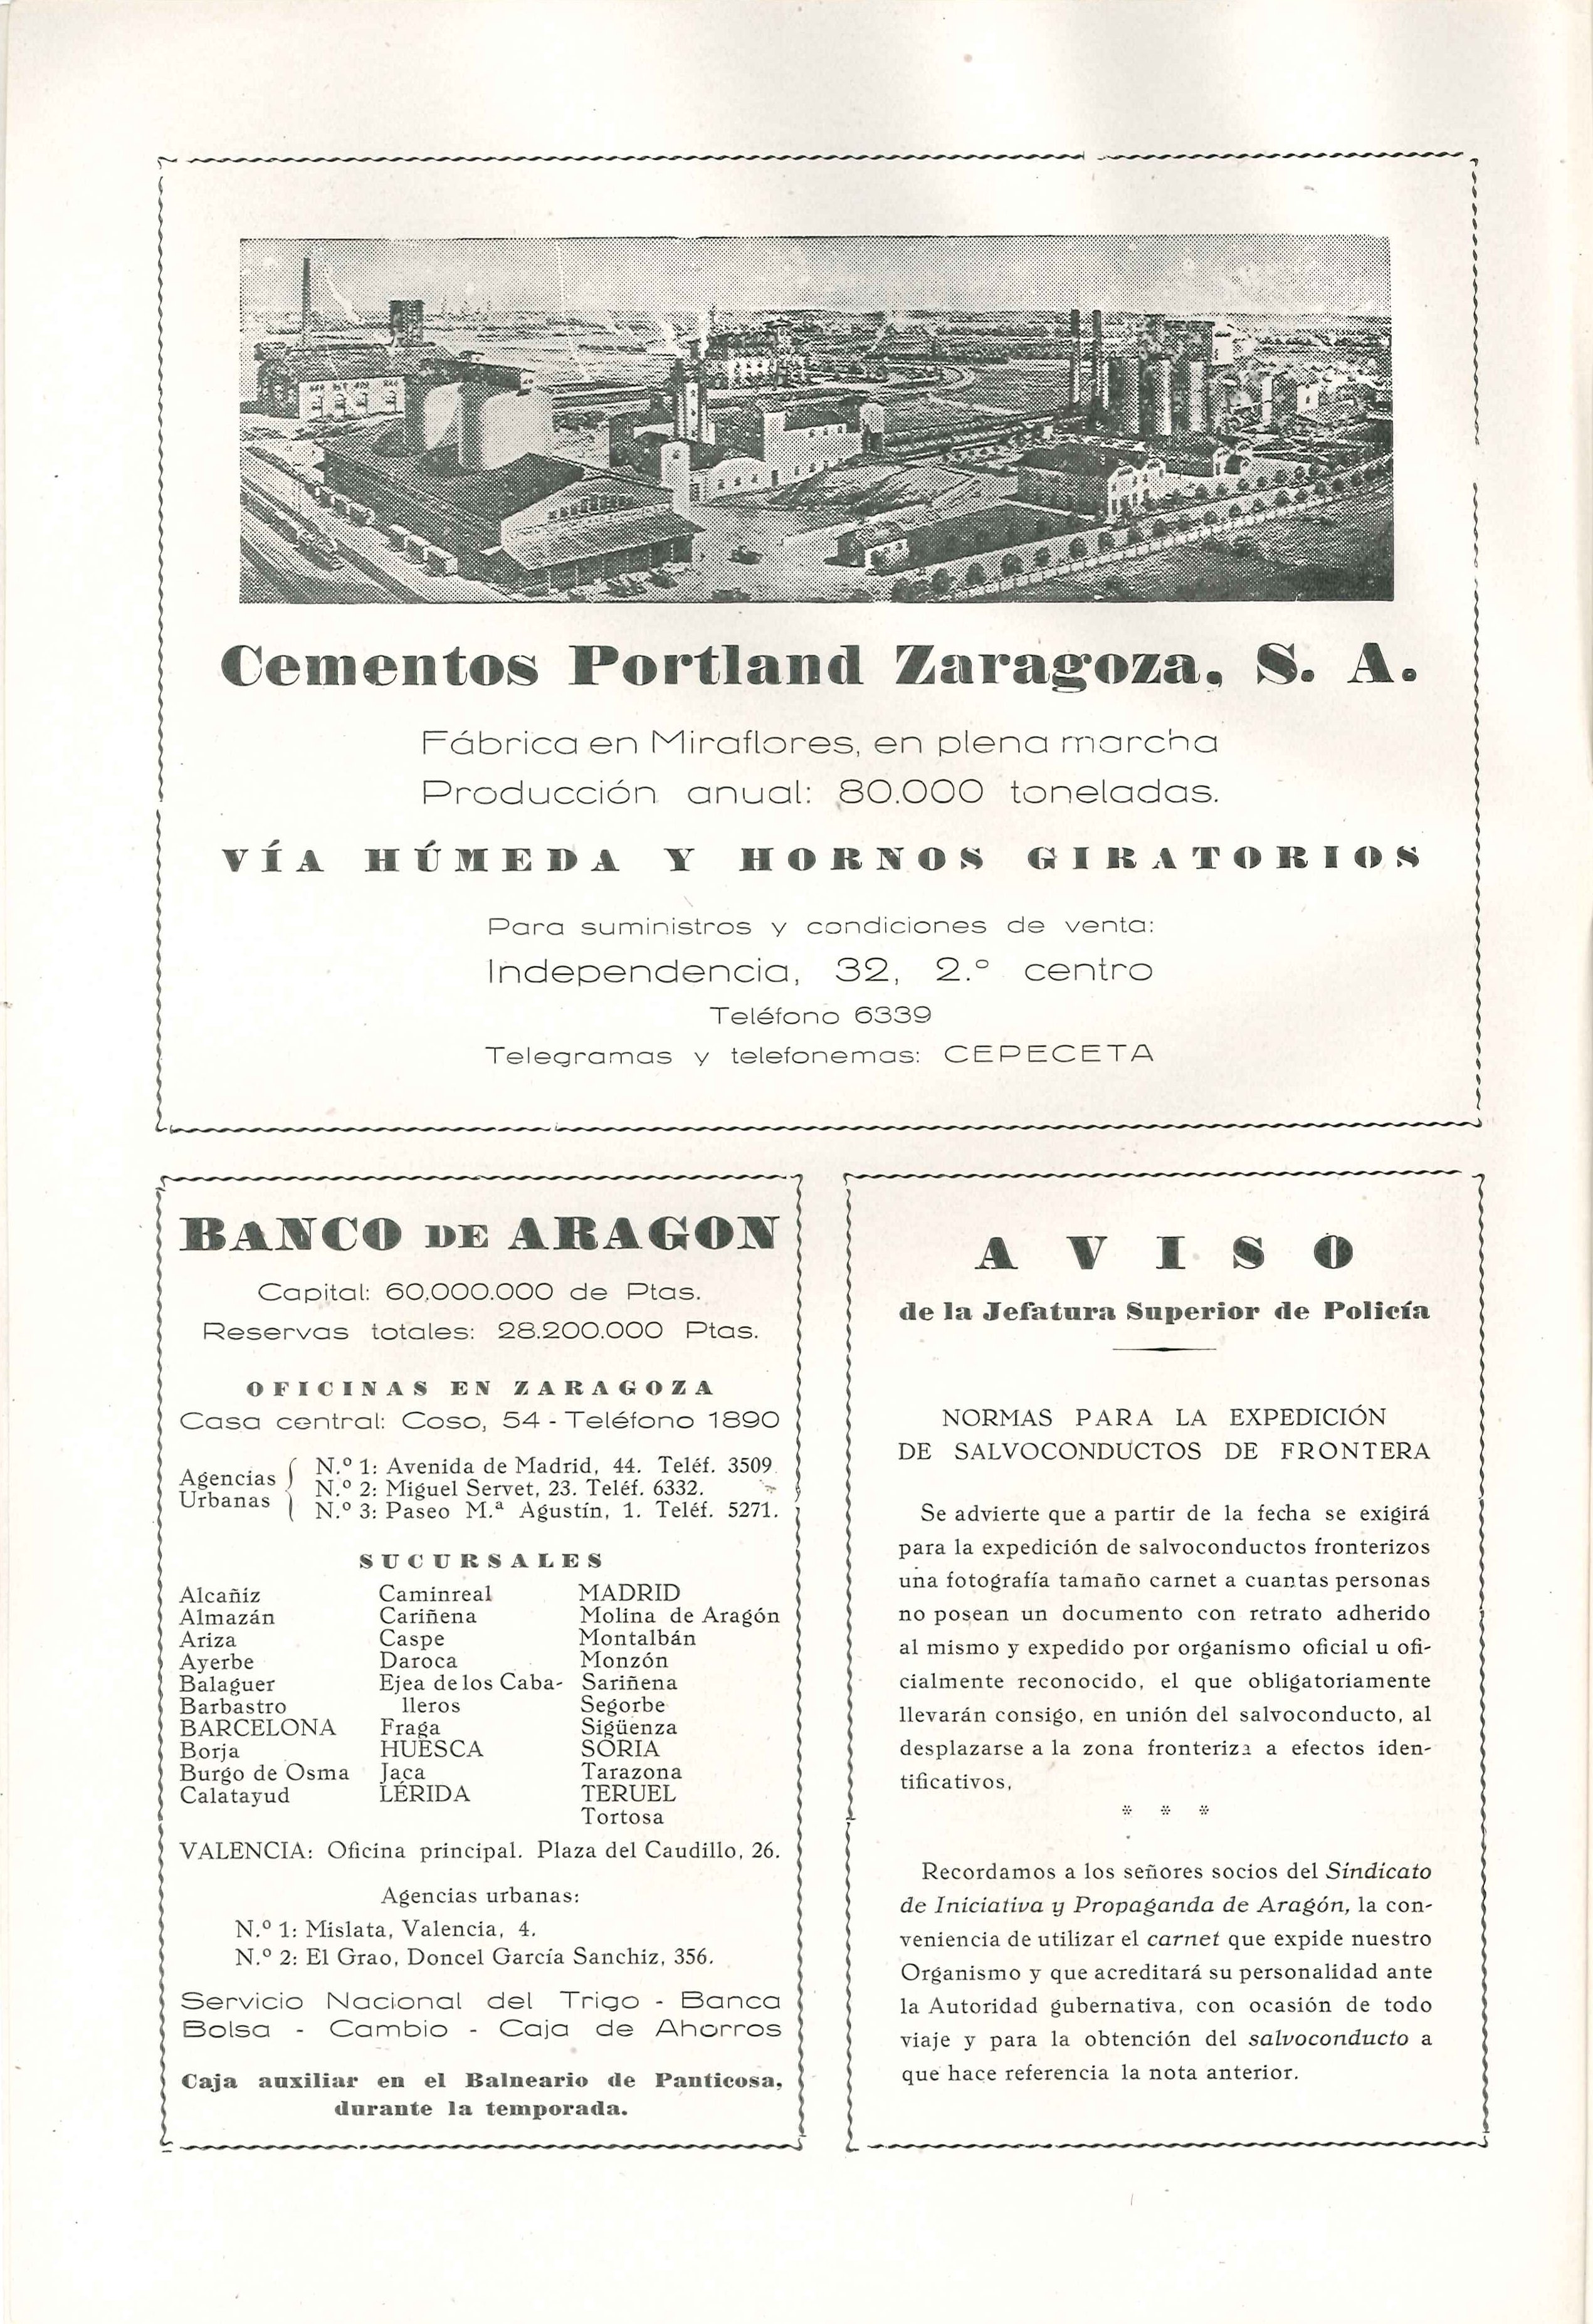 Cementos Portland Zaragoza, S. A.
Fábrica en Miraflores, en plena marcha
Producción anual: 80.000 toneladas.
VÍA HÚMEDA Y HORNOS GIRATORIOS
Para suministros y condiciones de venta:
Independencia, 32, 2.º centro
Teléfono 6339
Telegramas y telefonemas: CEPECETA
BANCO DE ARAGON
Capital: 60.000.000 de Ptas.
Reservas totales: 28.200.000 Ptas.
OFICINAS EN ZARAGOZA
Casa central: Coso, 54 - Teléfono 1890
Agencias
Urbanas
N.º 1: Avenida de Madrid, 44. Teléf. 3509.
N.º 2: Miguel Servet, 23. Teléf. 6332.
N.º 3: Paseo M.ª Agustín, 1. Teléf. 5271.
SUCURSALES
Alcañiz
Almazán
Ariza
Ayerbe
Balaguer
Barbastro
BARCELONA
Borja
Burgo de Osma
Calatayud
Caminreal
Cariñena
Caspe
Daroca
Ejea de los Caba-
lleros
Fraga
HUESCA
Jaca
LÉRIDA
MADRID
Molina de Aragón
Montalbán
Monzón
Sariñena
Segorbe
Sigüenza
SORIA
Tarazona
TERUEL
Tortosa
VALENCIA: Oficina principal. Plaza del Caudillo, 26.
Agencias urbanas:
N.º 1: Mislata, Valencia, 4.
N.º 2: El Grao, Doncel García Sanchiz, 356.
Servicio Nacional del Trigo - Banca
Bolsa - Cambio - Caja de Ahorros
Caja auxiliar en el Balneario de Panticosa,
durante la temporada.
AVISO
de la Jefatura Superior de Policía
NORMAS PARA LA EXPEDICIÓN
DE SALVOCONDUCTOS DE FRONTERA
Se advierte que a partir de la fecha se exigirá
para la expedición de salvoconductos fronterizos
una fotografía tamaño carnet a cuantas personas
no posean un documento con retrato adherido
al mismo y expedido por organismo oficial u ofi-
cialmente reconocido, el que obligatoriamente
llevarán consigo, en unión del salvoconducto, al
desplazarse a la zona fronteriza a efectos iden-
tificativos,
* * *
Recordamos a los señores socios del Sindicato
de Iniciativa y Propaganda de Aragón, la con-
veniencia de utilizar el carnet que expide nuestro
Organismo y que acreditará su personalidad ante
la Autoridad gubernativa, con ocasión de todo
viaje y para la obtención del salvoconducto a
que hace referencia la nota anterior.